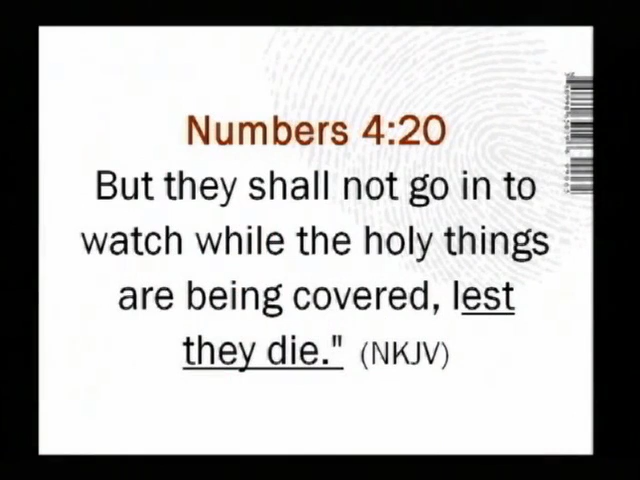 Numbers 4:20
But they shall not go in to
watch while the holy things
are being covered, lest
they die." (NKJV)